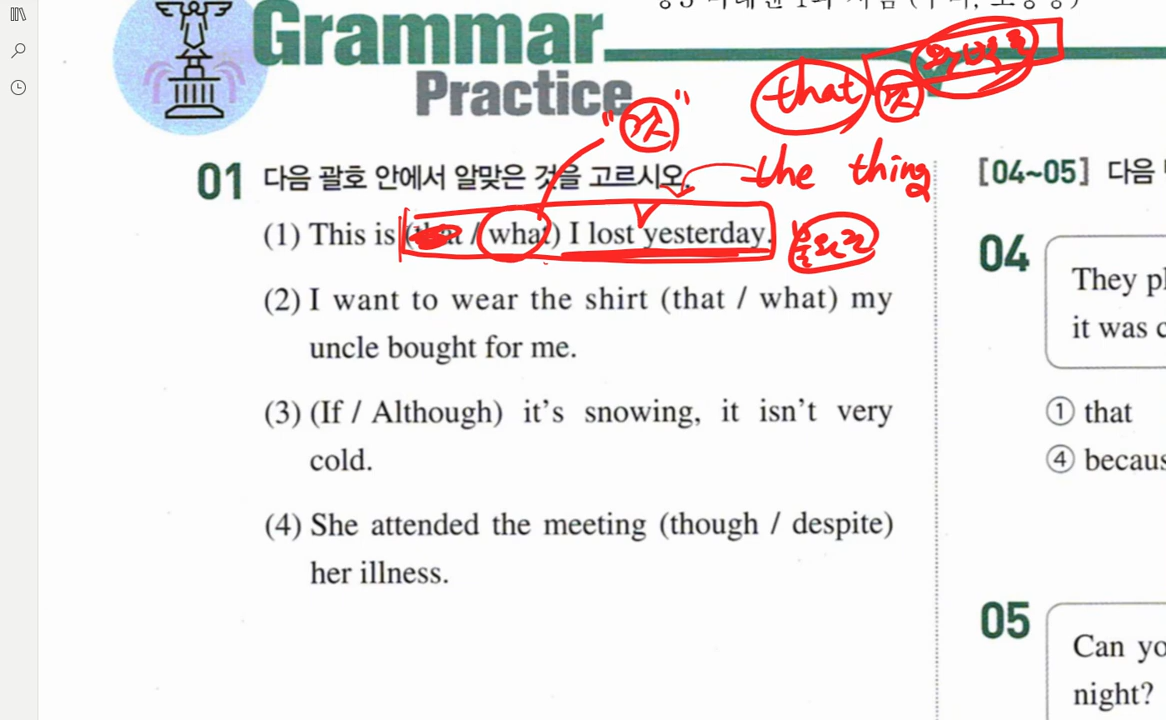 Grammar
Practice
that 것 완벽
"것"
the thing
01 다음 괄호 안에서 알맞은 것을 고르시오.
[04~05] 다음
(1) This is (that / what) I lost yesterday. 불완전
(2) I want to wear the shirt (that / what) my
uncle bought for me.
(3) (If / Although) it's snowing, it isn't very
cold.
(4) She attended the meeting (though / despite)
her illness.
04
They pl
it was c
① that
④ becaus
05
Can yo
night?